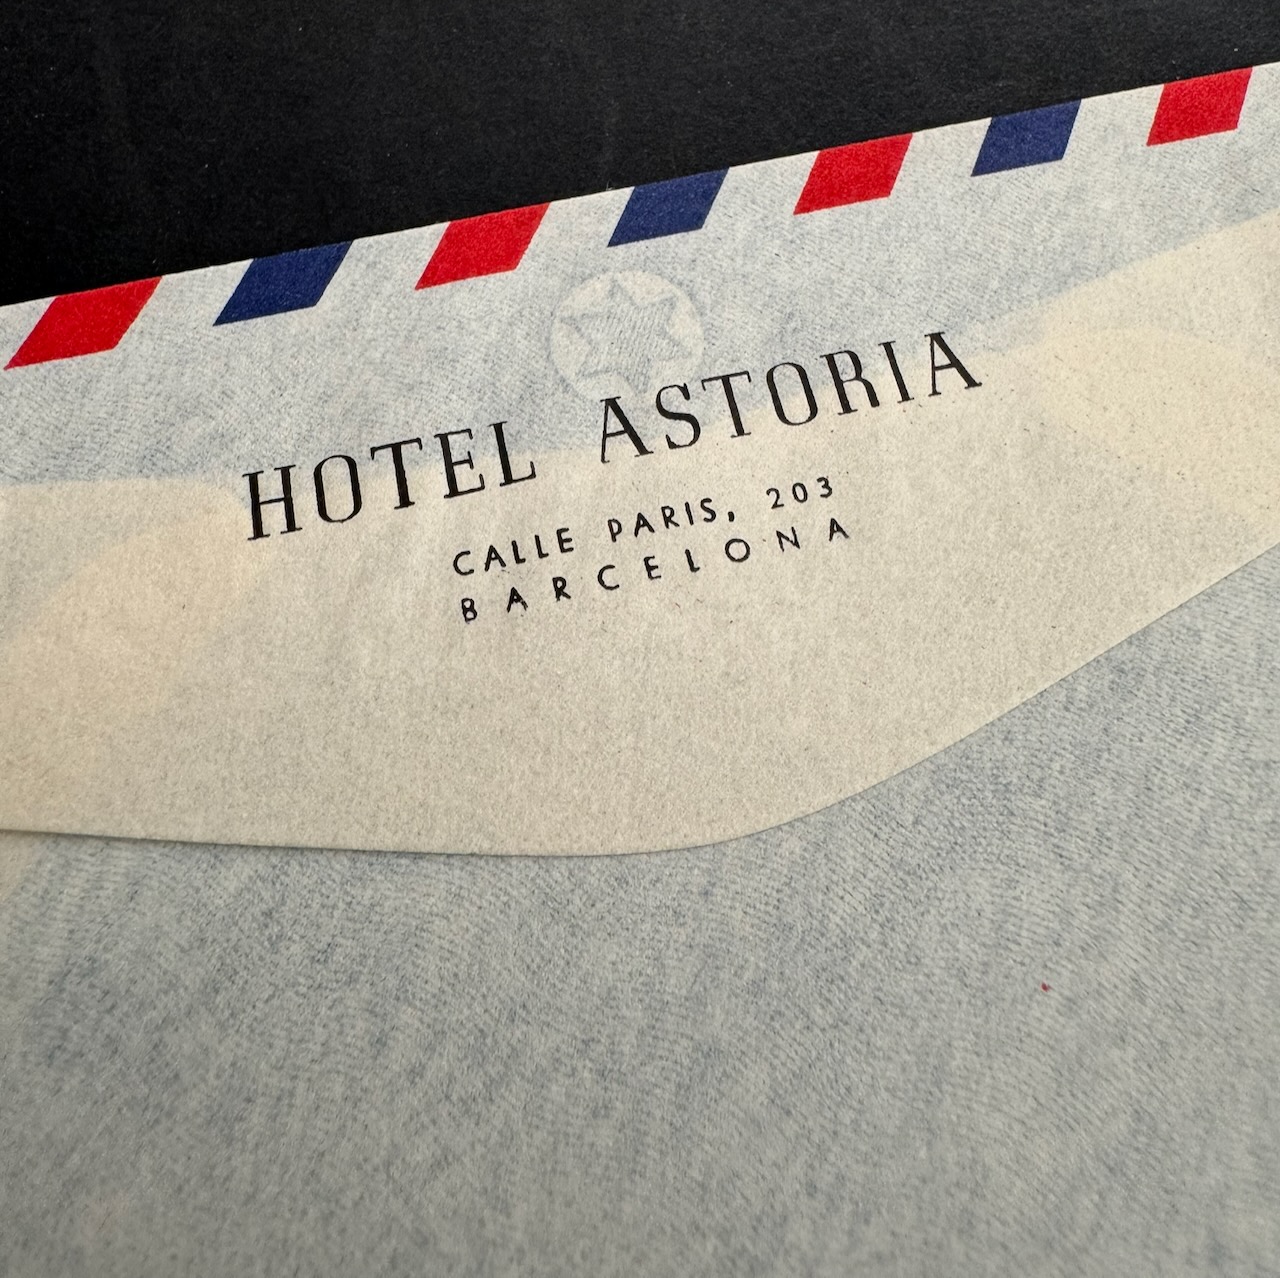 HOTEL ASTORIA
CALLE PARIS, 203
BARCELONA